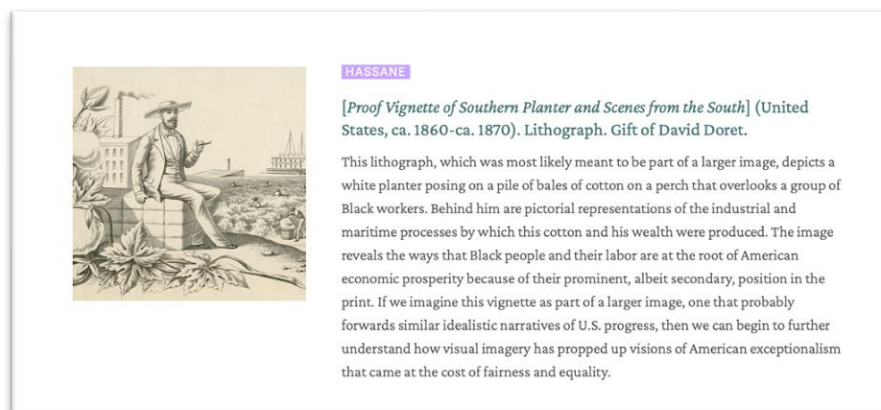 HASSANE
[Proof Vignette of Southern Planter and Scenes from the South] (United
States, ca. 1860-ca. 1870). Lithograph. Gift of David Doret.
This lithograph, which was most likely meant to be part of a larger image, depicts a
white planter posing on a pile of bales of cotton on a perch that overlooks a group of
Black workers. Behind him are pictorial representations of the industrial and
maritime processes by which this cotton and his wealth were produced. The image
reveals the ways that Black people and their labor are at the root of American
economic prosperity because of their prominent, albeit secondary, position in the
print. If we imagine this vignette as part of a larger image, one that probably
forwards similar idealistic narratives of U.S. progress, then we can begin to further
understand how visual imagery has propped up visions of American exceptionalism
that came at the cost of fairness and equality.